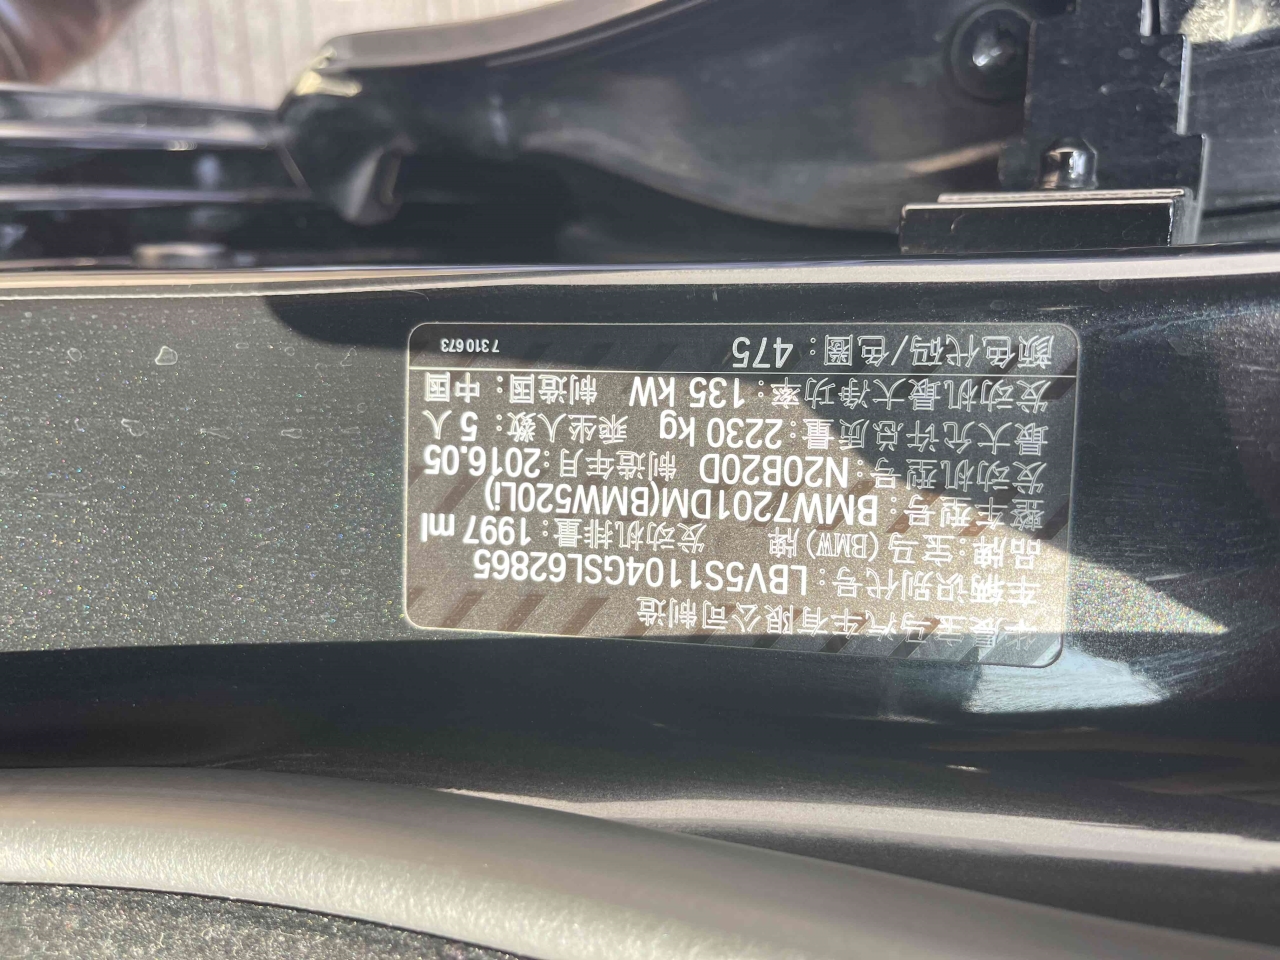 华晨宝马汽车有限公司制造
车辆识别代号：LBV5S1104GSL62865
品牌：宝马(BMW)牌 发动机排量：1997 ml
整车型号：BMW7201DM(BMW520Li)
发动机型号：N20B20D 制造年月：2016.05
最大允许总质量：2230 kg 乘坐人数：5 人
发动机最大净功率：135 kW 制造国：中国
颜色代码/色圈：475 7 310 673